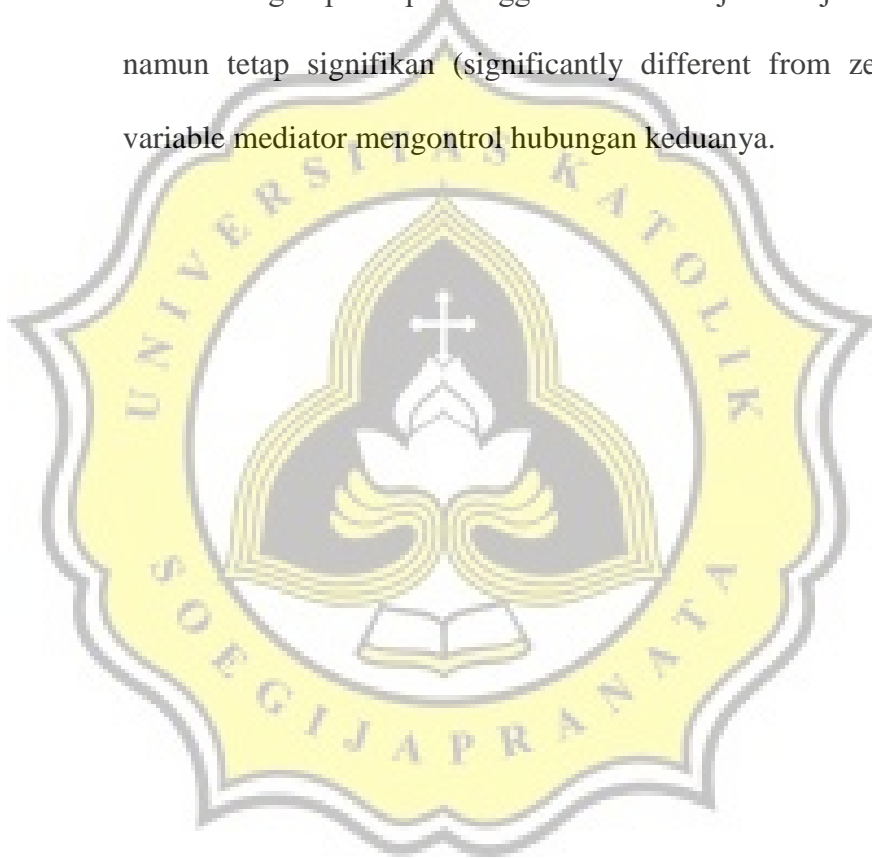 namun tetap signifikan (significantly different from ze
variable mediator mengontrol hubungan keduanya.
UNIVERSITAS KATOLIK
SOEGIJAPRANATA